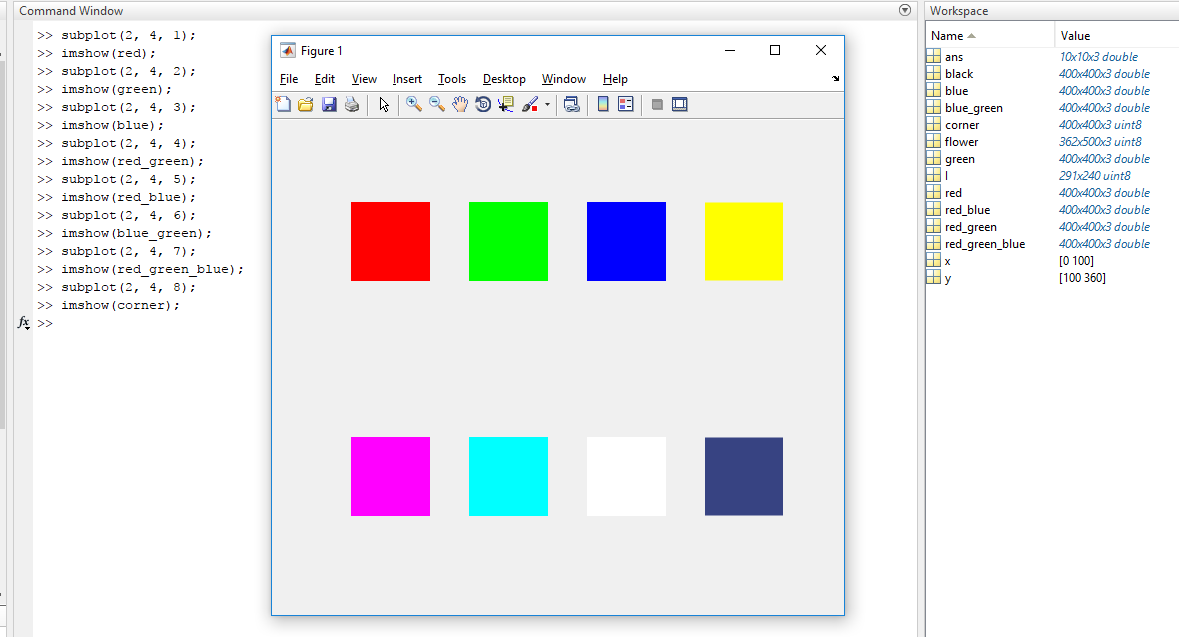 Command Window
>> subplot(2, 4, 1);
>> imshow(red);
>> subplot(2, 4, 2);
>> imshow(green);
>> subplot(2, 4, 3);
>> imshow(blue);
>> subplot(2, 4, 4);
>> imshow(red_green);
>> subplot(2, 4, 5);
>> imshow(red_blue);
>> subplot(2, 4, 6);
>> imshow(blue_green);
>> subplot(2, 4, 7);
>> imshow(red_green_blue);
>> subplot(2, 4, 8);
>> imshow(corner);
fx >>
Figure 1
File Edit View Insert Tools Desktop Window Help
Workspace
Name Value
ans 10x10x3 double
black 400x400x3 double
blue 400x400x3 double
blue_green 400x400x3 double
corner 400x400x3 uint8
flower 362x500x3 uint8
green 400x400x3 double
I 291x240 uint8
red 400x400x3 double
red_blue 400x400x3 double
red_green 400x400x3 double
red_green_blue 400x400x3 double
x [0 100]
y [100 360]